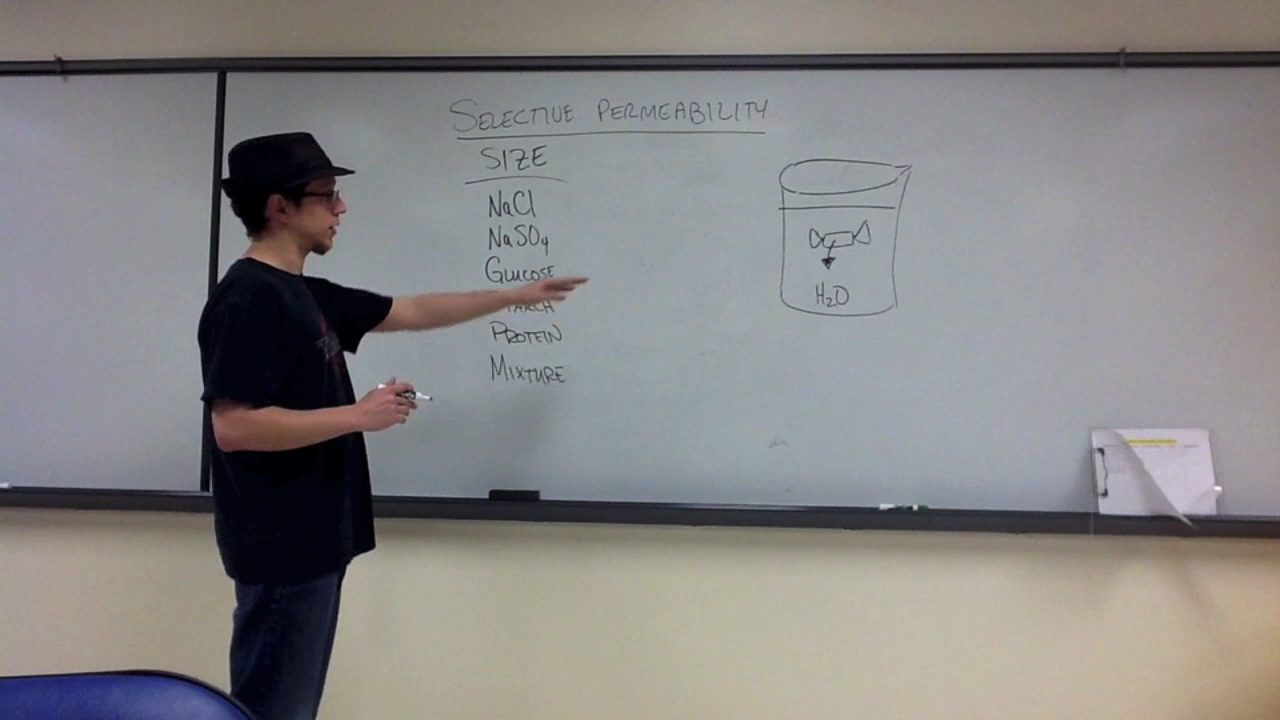 SELECTIVE PERMEABILITY
SIZE
NaCl
NaSO4
GLUCOSE
PROTEIN
MIXTURE
H2O